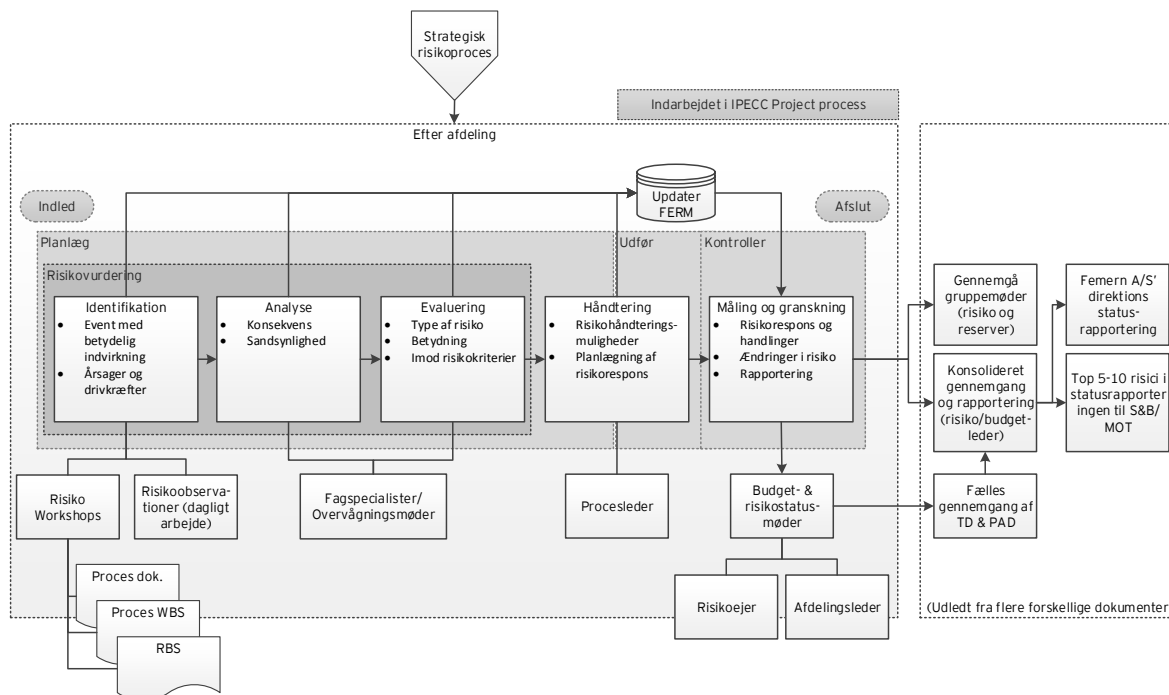 Strategisk
risikoproces
Indarbejdet i IPECC Project process
Efter afdeling
Indled
Updater
FERM
Afslut
Planlæg
Udfør
Kontroller
Risikovurdering
Identifikation
Event med
betydelig
indvirkning
Årsager og
drivkræfter
Analyse
Konsekvens
Sandsynlighed
Evaluering
Type af risiko
Betydning
Imod risikokriterier
Håndtering
Risikohåndterings-
muligheder
Planlægning af
risikorespons
Måling og granskning
Risikorespons og
handlinger
Ændringer i risiko
Rapportering
Gennemgå
gruppemøder
(risiko og
reserver)
Femern A/S'
direktions
status-
rapportering
Konsolideret
gennemgang
og rapportering
(risiko/budget-
leder)
Top 5-10 risici i
statusrapporter
ingen til S&B/
MOT
Risiko
Workshops
Risikoobserva-
tioner (dagligt
arbejde)
Fagspecialister/
Overvågningsmøder
Procesleder
Budget- &
risikostatus-
møder
Fælles
gennemgang
af TD & PAD
Proces dok.
Proces WBS
RBS
Risikoejer
Afdelingsleder
(Udledt fra flere forskellige dokumenter